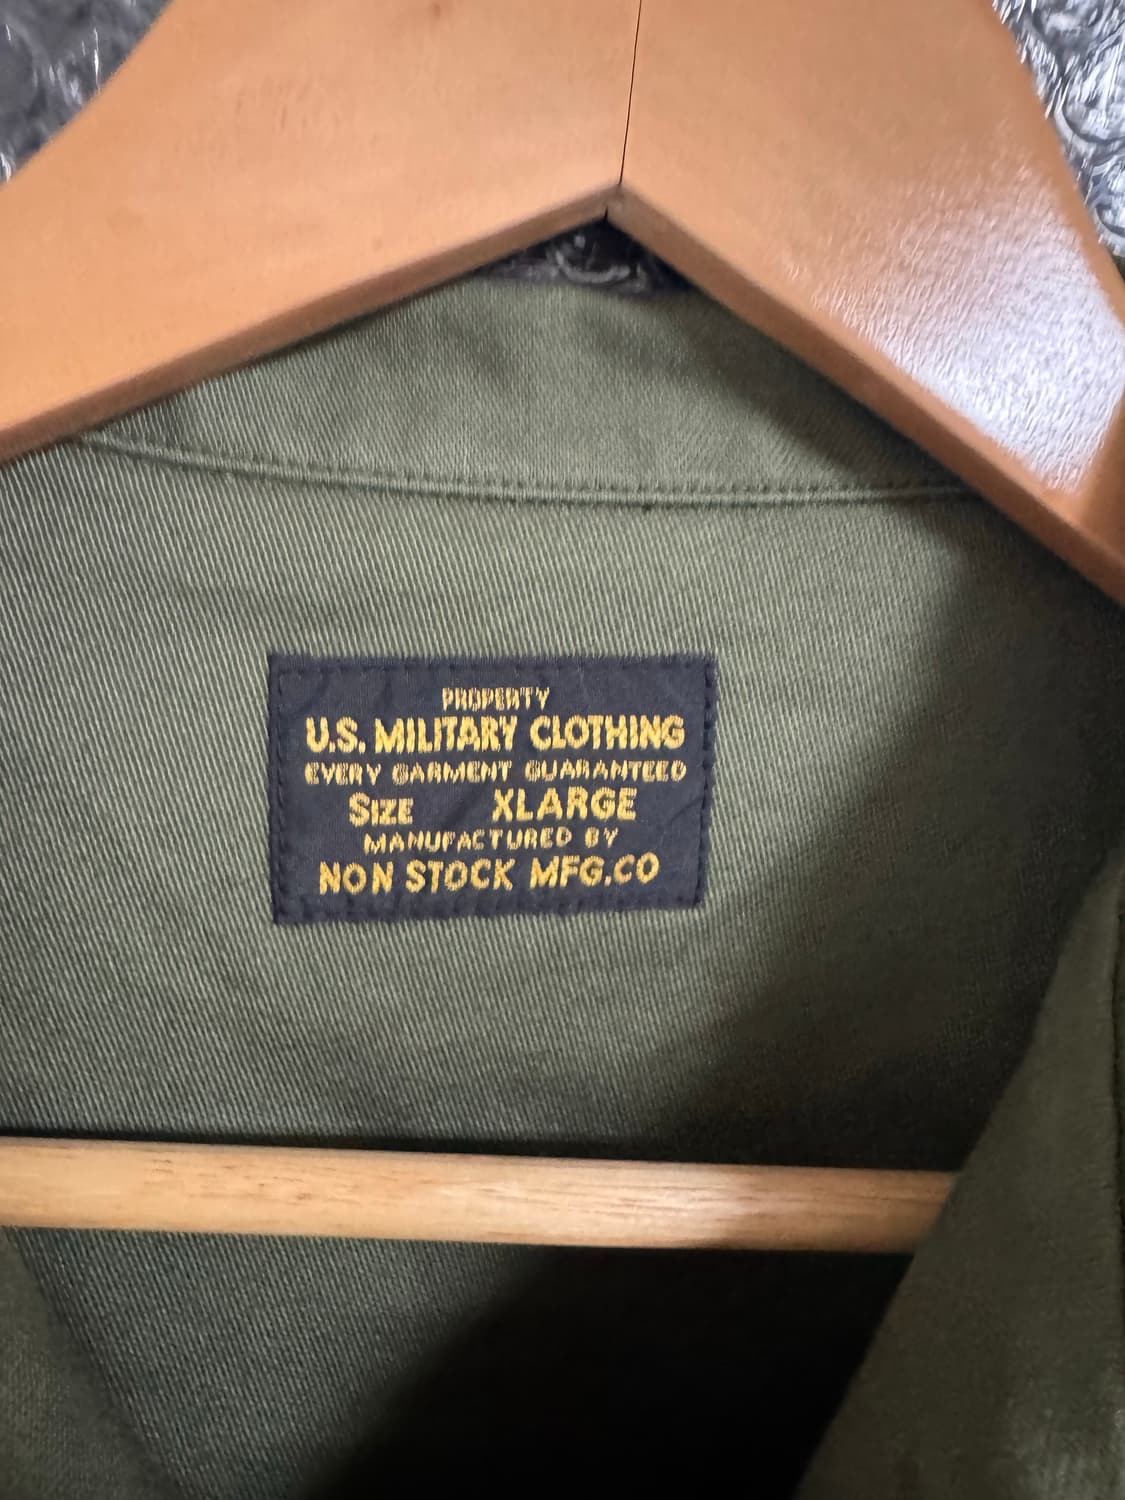 PROPERTY
U.S. MILITARY CLOTHING
EVERY GARMENT GUARANTEED
SIZE XLARGE
MANUFACTURED BY
NON STOCK MFG.CO